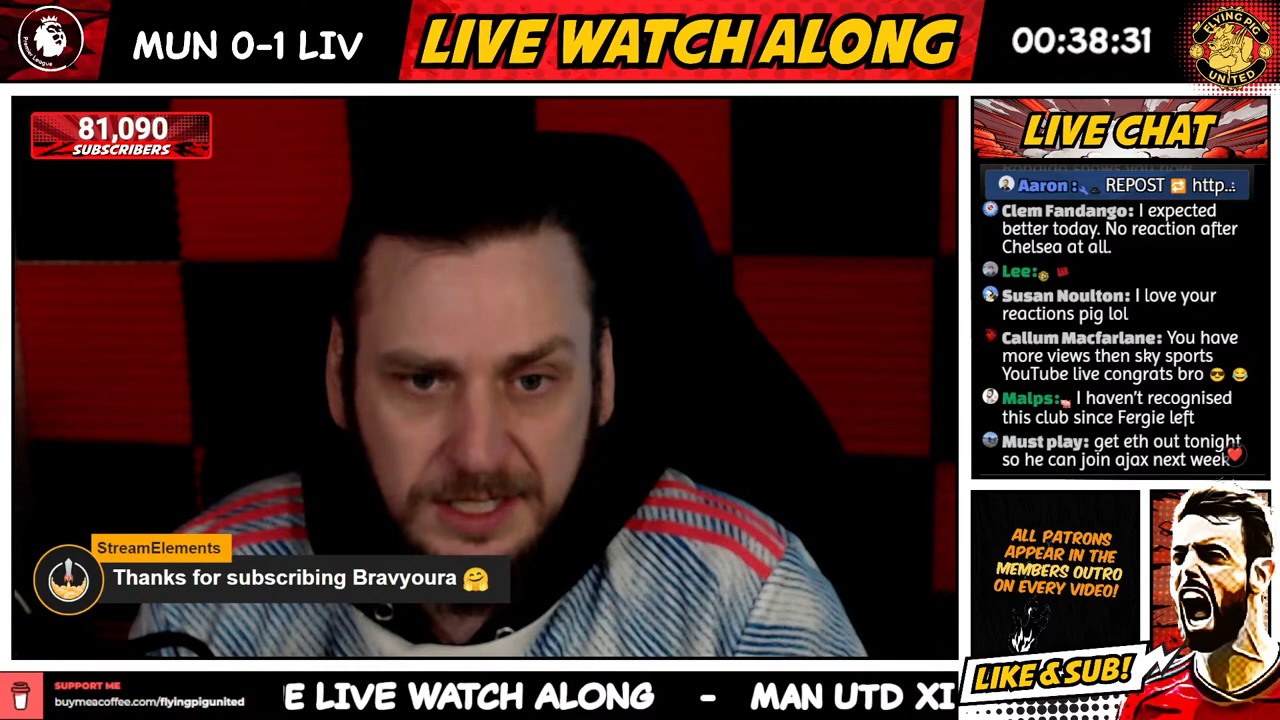 Premier League
MUN 0-1 LIV
LIVE WATCH ALONG
00:38:31
FLYING PIG
UNITED
81,090
SUBSCRIBERS
LIVE CHAT
Aaron : REPOST 🔁 http..:
Clem Fandango: I expected
better today. No reaction after
Chelsea at all.
Lee:
Susan Noulton: I love your
reactions pig lol
Callum Macfarlane: You have
more views then sky sports
YouTube live congrats bro 😎 😂
Malps: I haven't recognised
this club since Fergie left
Must play: get eth out tonight
so he can join ajax next week
StreamElements
Thanks for subscribing Bravyoura 🤗
ALL PATRONS
APPEAR IN THE
MEMBERS OUTRO
ON EVERY VIDEO!
LIKE & SUB!
SUPPORT ME
buymeacoffee.com/flyingpigunited
E LIVE WATCH ALONG - MAN UTD XI